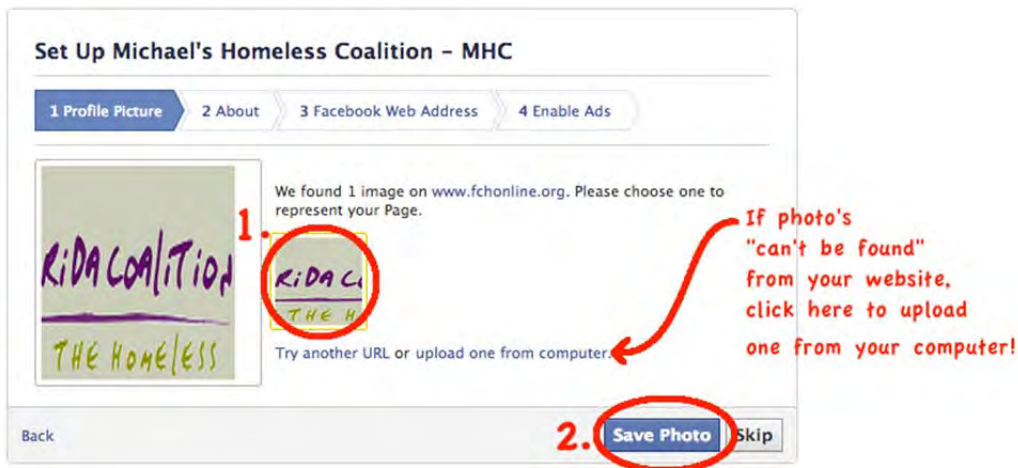 Set Up Michael's Homeless Coalition – MHC
1 Profile Picture 2 About 3 Facebook Web Address 4 Enable Ads
RiDA COALiTiON
THE HOMElESS
We found 1 image on www.fchonline.org. Please choose one to
represent your Page.
1.
RiDA C
THE H
Try another URL or upload one from computer.
If photo's
"can't be found"
from your website,
click here to upload
one from your computer!
Back
2.
Save Photo
Skip